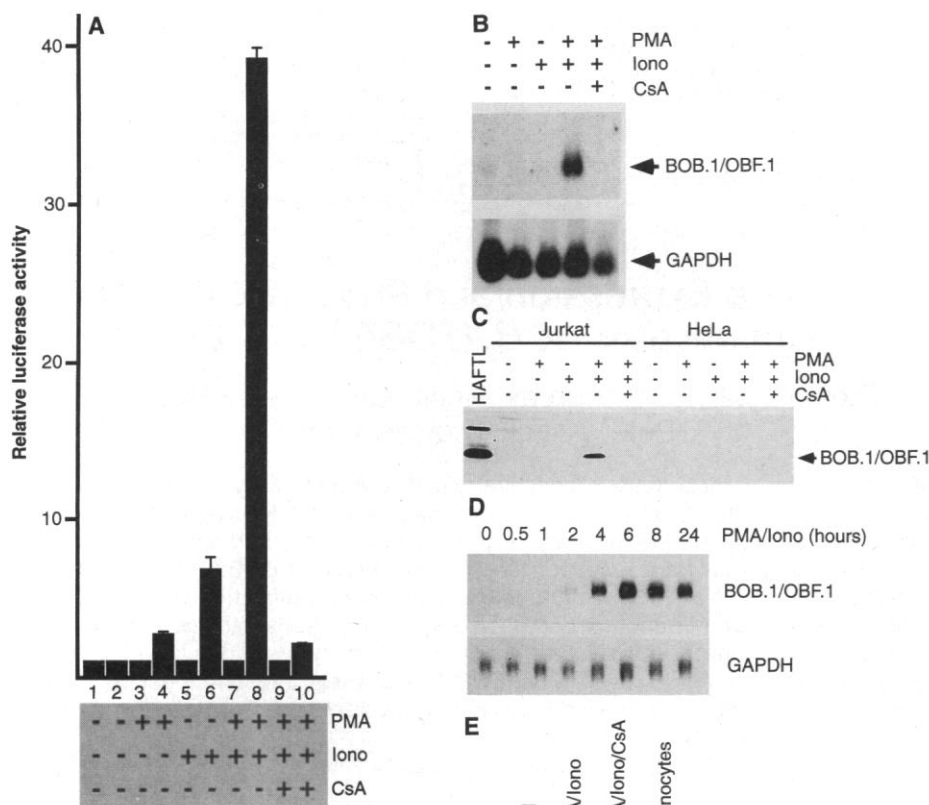 A
40
30
20
10
Relative luciferase activity
1 2 3 4 5 6 7 8 9 10
- - + + - - + + + + PMA
- - - - + + + + + + Iono
- - - - - - - - + + CsA
B
- + - + + PMA
- - + + + Iono
- - - - + CsA
BOB.1/OBF.1
GAPDH
C
Jurkat HeLa
HAFTL
- + - + + - + - + + PMA
- - + + + - - + + + Iono
- - - - + - - - - + CsA
BOB.1/OBF.1
D
0 0.5 1 2 4 6 8 24 PMA/Iono (hours)
BOB.1/OBF.1
GAPDH
E
/Iono
/Iono/CsA
nocytes